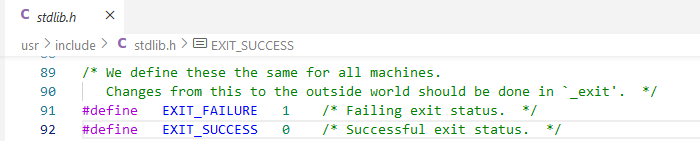 C stdlib.h ×
usr > include > C stdlib.h > EXIT_SUCCESS
89 /* We define these the same for all machines.
90 Changes from this to the outside world should be done in `_exit'. */
91 #define EXIT_FAILURE 1 /* Failing exit status. */
92 #define EXIT_SUCCESS 0 /* Successful exit status. */